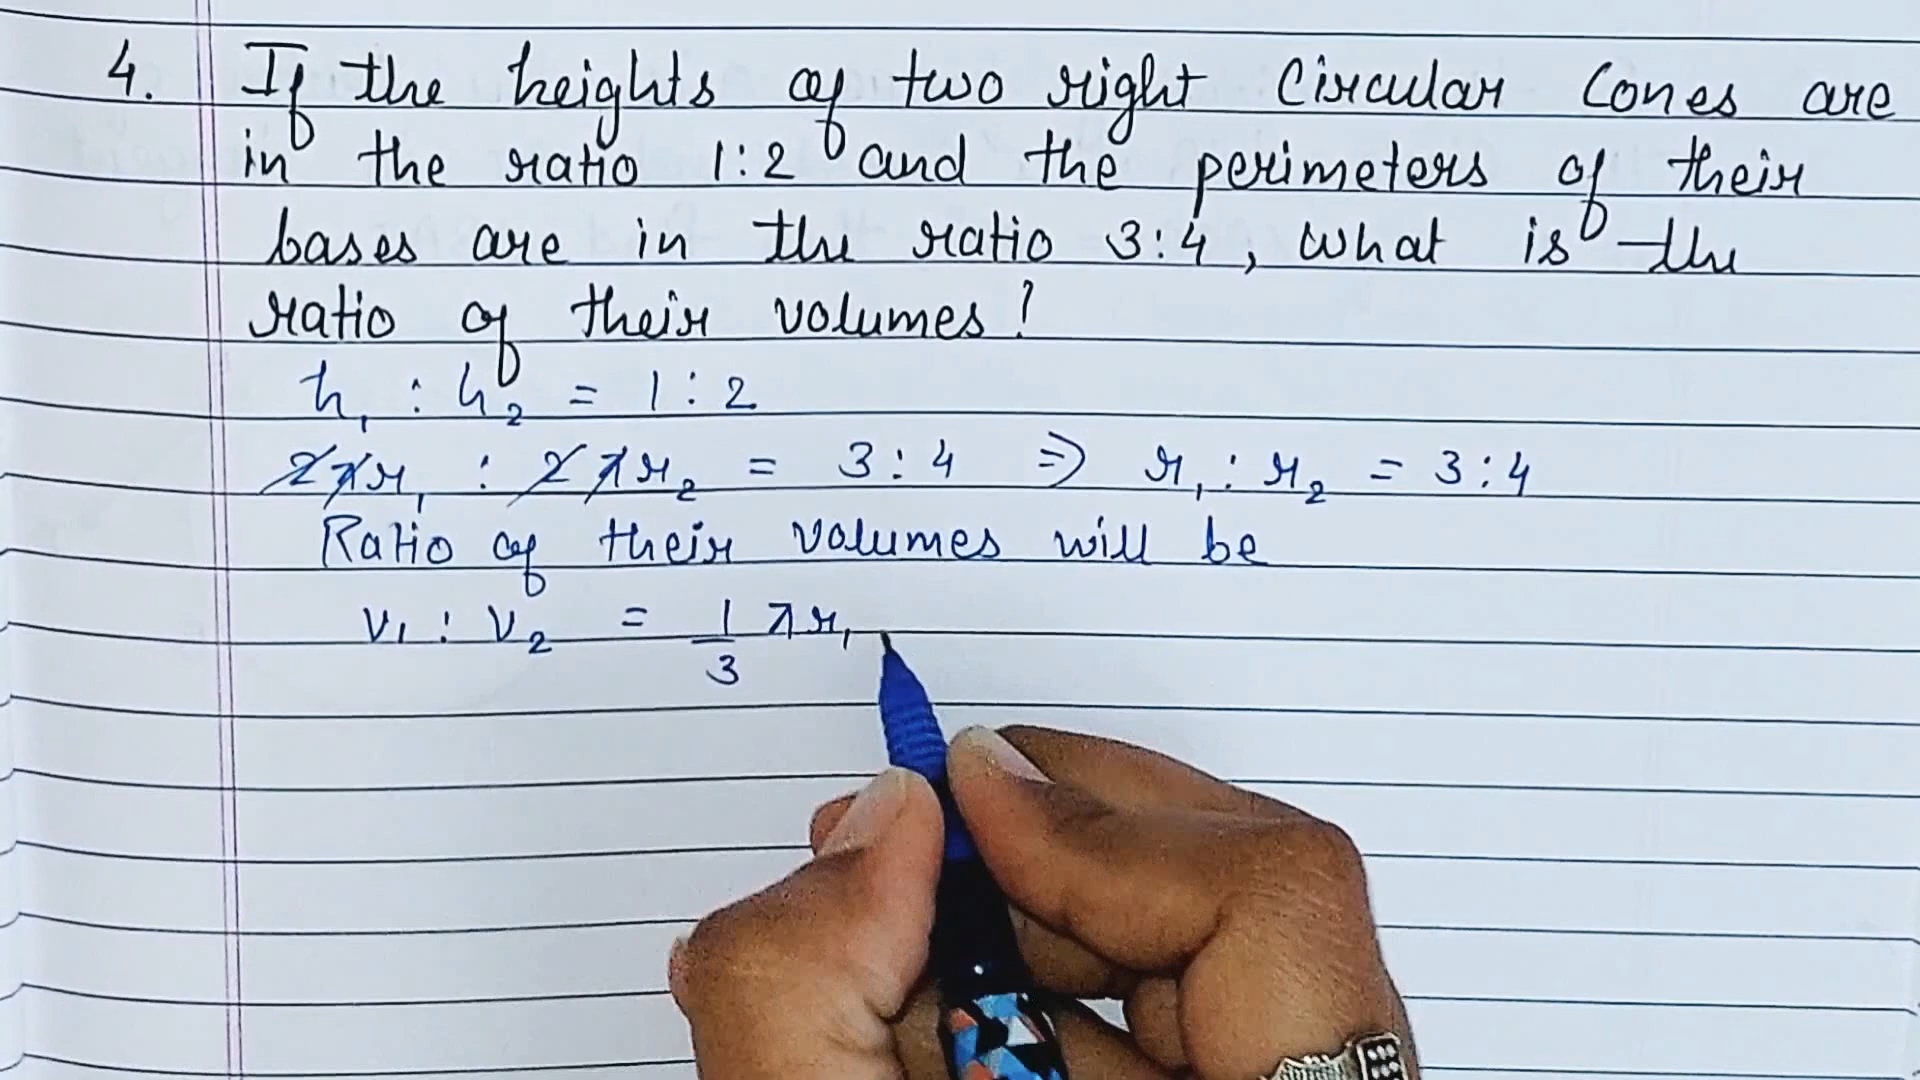 4. If the heights of two right Circular Cones are
in the ratio 1:2 and the perimeters of their
bases are in the ratio 3:4, what is the
ratio of their volumes?
h₁ : h₂ = 1 : 2
2πr₁ : 2πr₂ = 3 : 4 ⇒ r₁ : r₂ = 3 : 4
Ratio of their volumes will be
V₁ : V₂ = 1/3 πr₁